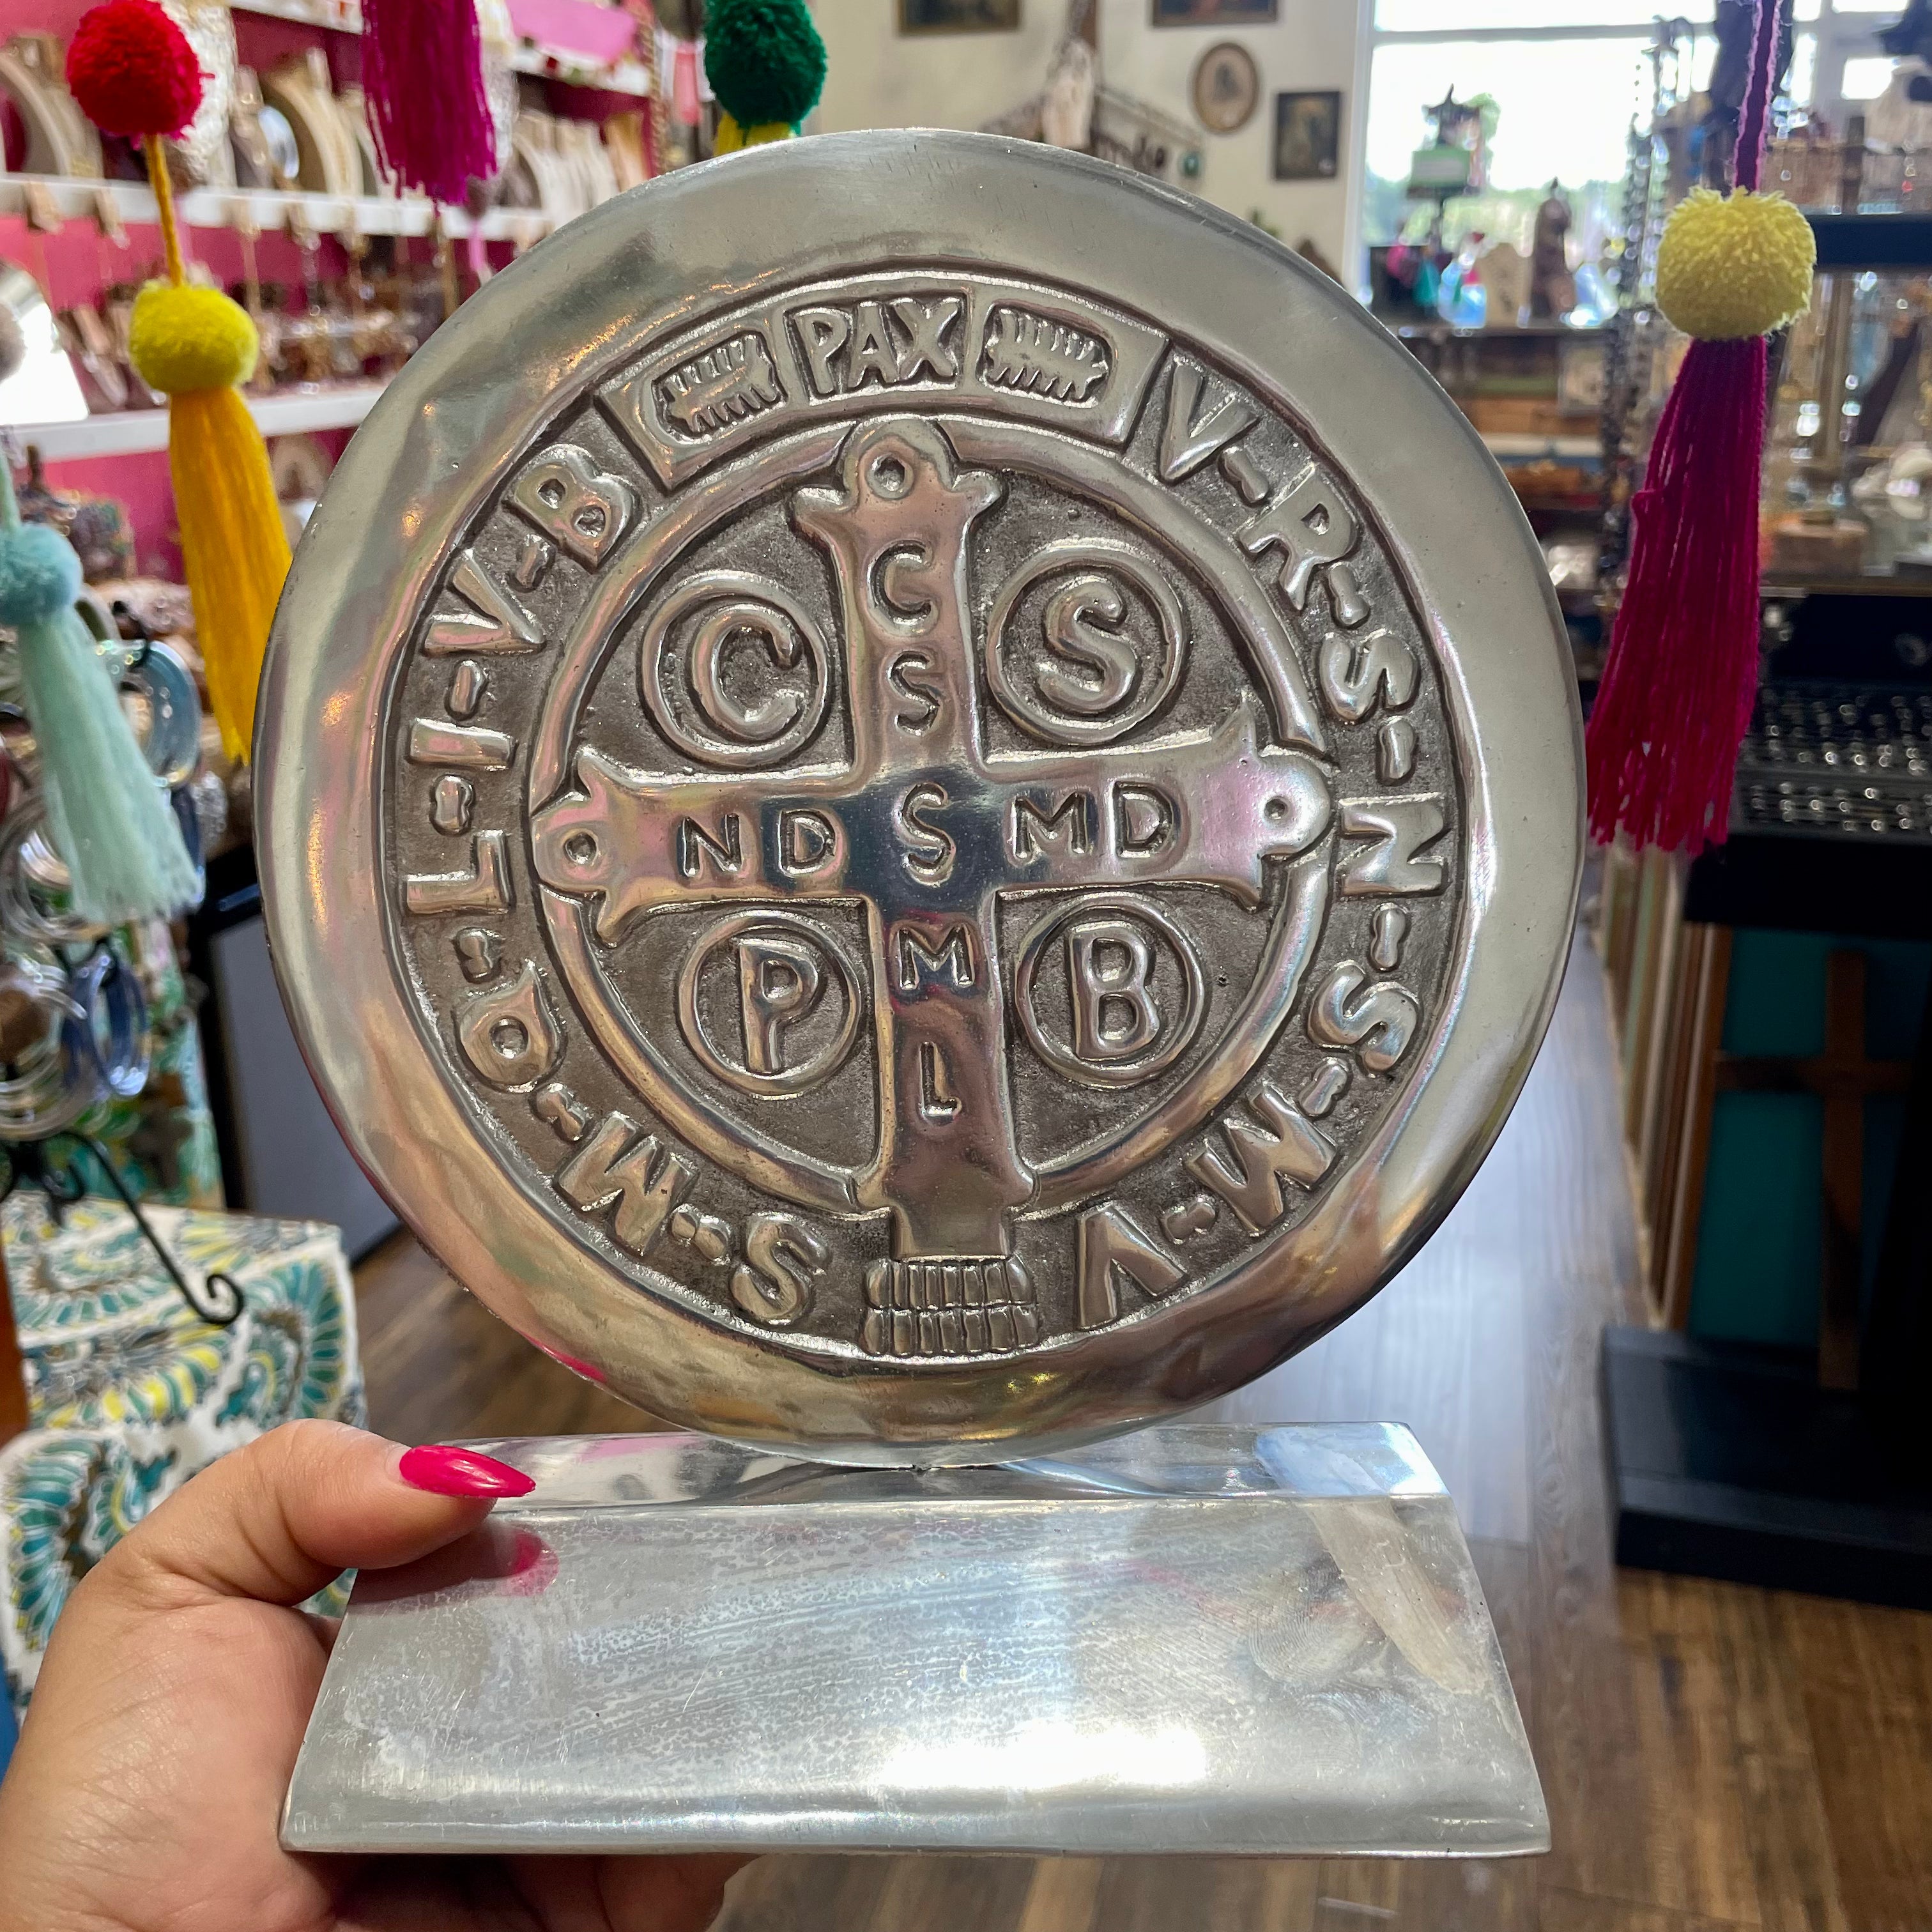 PAX
V-R-S-N-S-M-V
S-M-Q-L-I-V-B
C S
P B
C
S
N D S M D
M
L